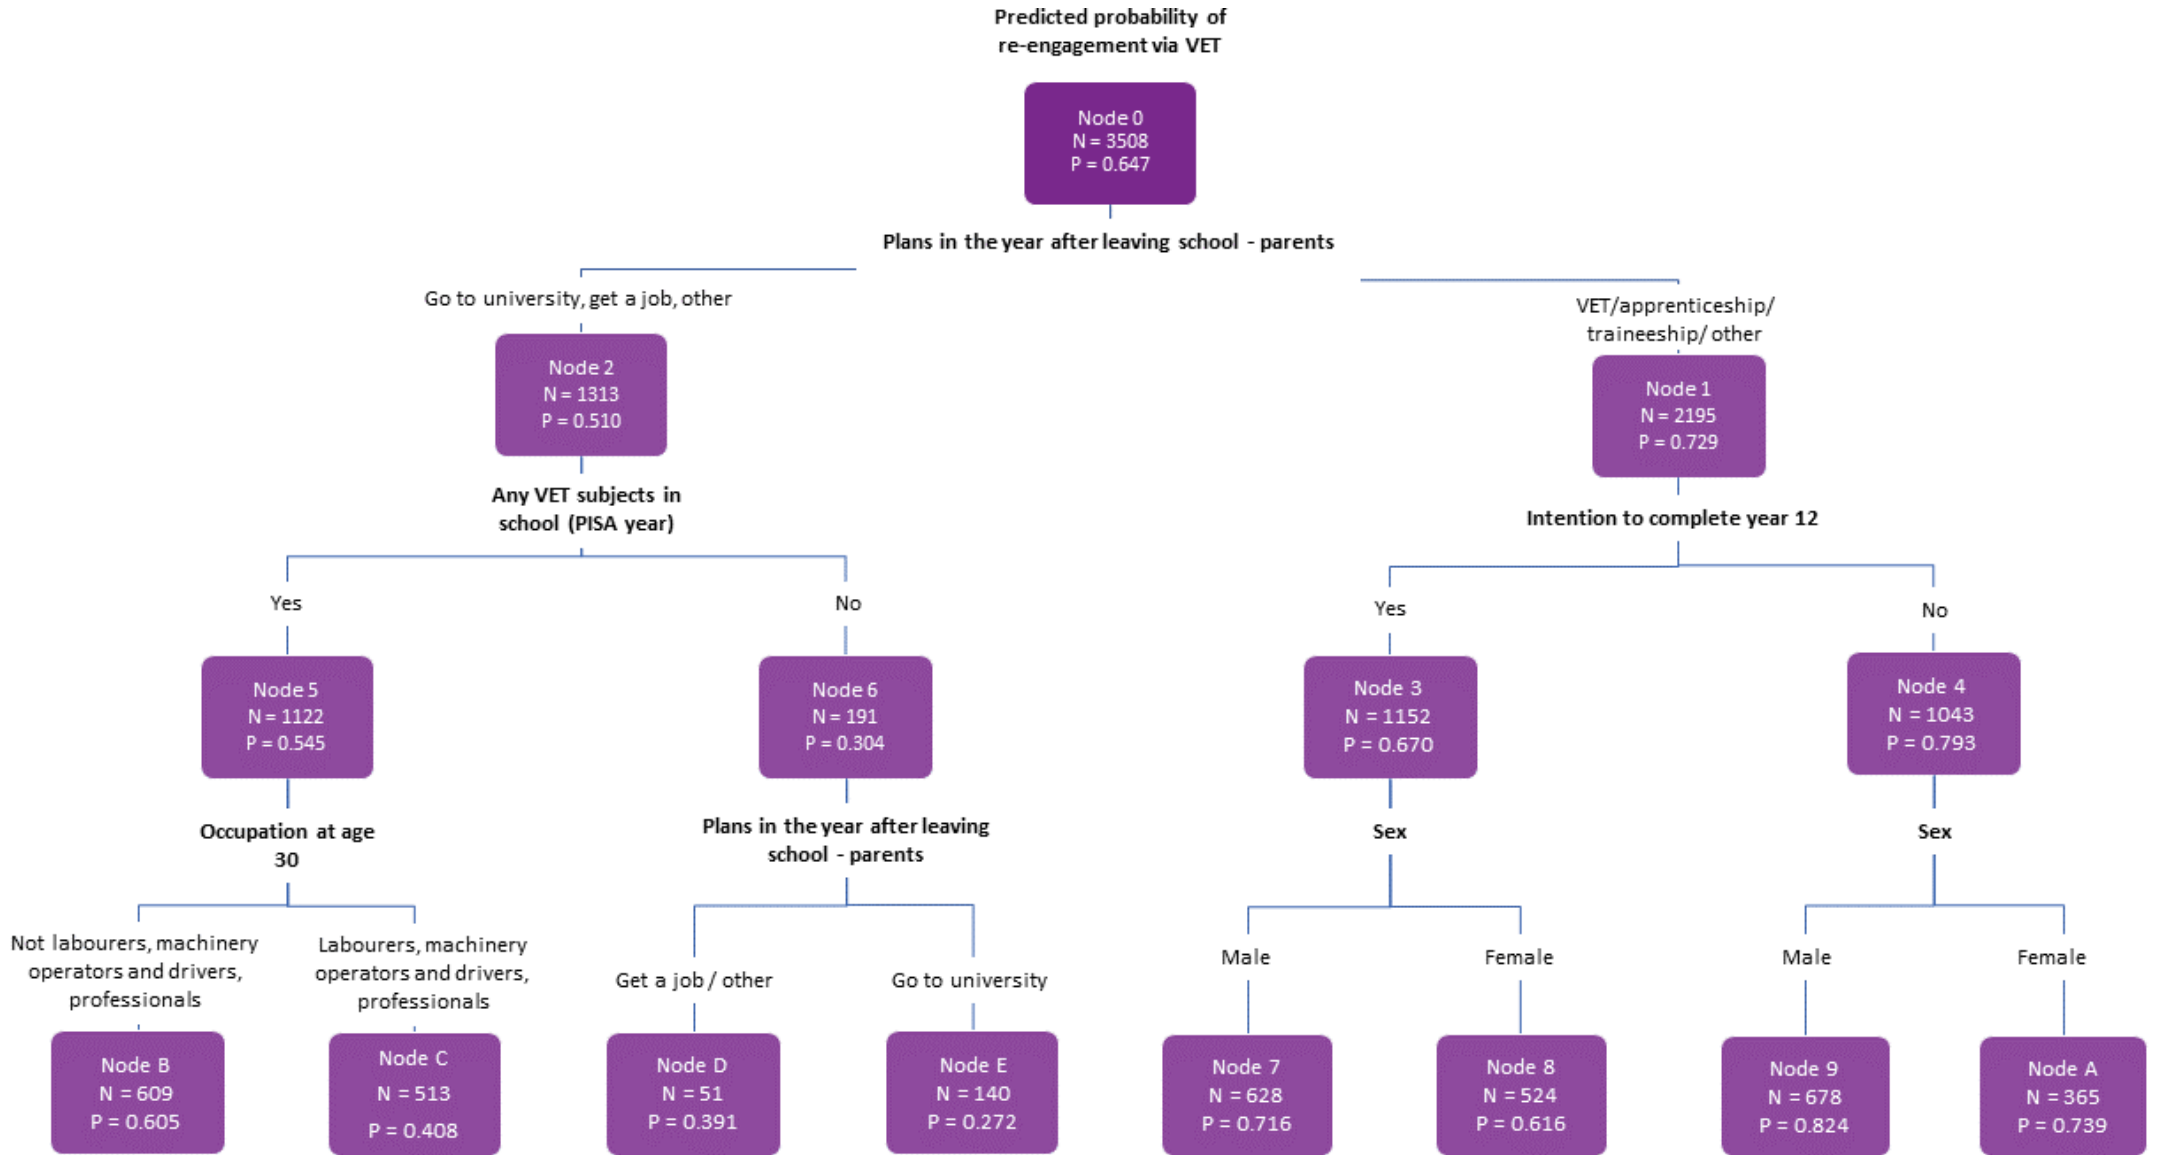 Predicted probability of
re-engagement via VET
Node 0
N = 3508
P = 0.647
Plans in the year after leaving school - parents
Go to university, get a job, other
VET/apprenticeship/
traineeship/ other
Node 2
N = 1313
P = 0.510
Node 1
N = 2195
P = 0.729
Any VET subjects in
school (PISA year)
Intention to complete year 12
Yes
No
Yes
No
Node 5
N = 1122
P = 0.545
Node 6
N = 191
P = 0.304
Node 3
N = 1152
P = 0.670
Node 4
N = 1043
P = 0.793
Occupation at age
30
Plans in the year after leaving
school - parents
Sex
Sex
Not labourers, machinery
operators and drivers,
professionals
Labourers, machinery
operators and drivers,
professionals
Get a job / other
Go to university
Male
Female
Male
Female
Node B
N = 609
P = 0.605
Node C
N = 513
P = 0.408
Node D
N = 51
P = 0.391
Node E
N = 140
P = 0.272
Node 7
N = 628
P = 0.716
Node 8
N = 524
P = 0.616
Node 9
N = 678
P = 0.824
Node A
N = 365
P = 0.739